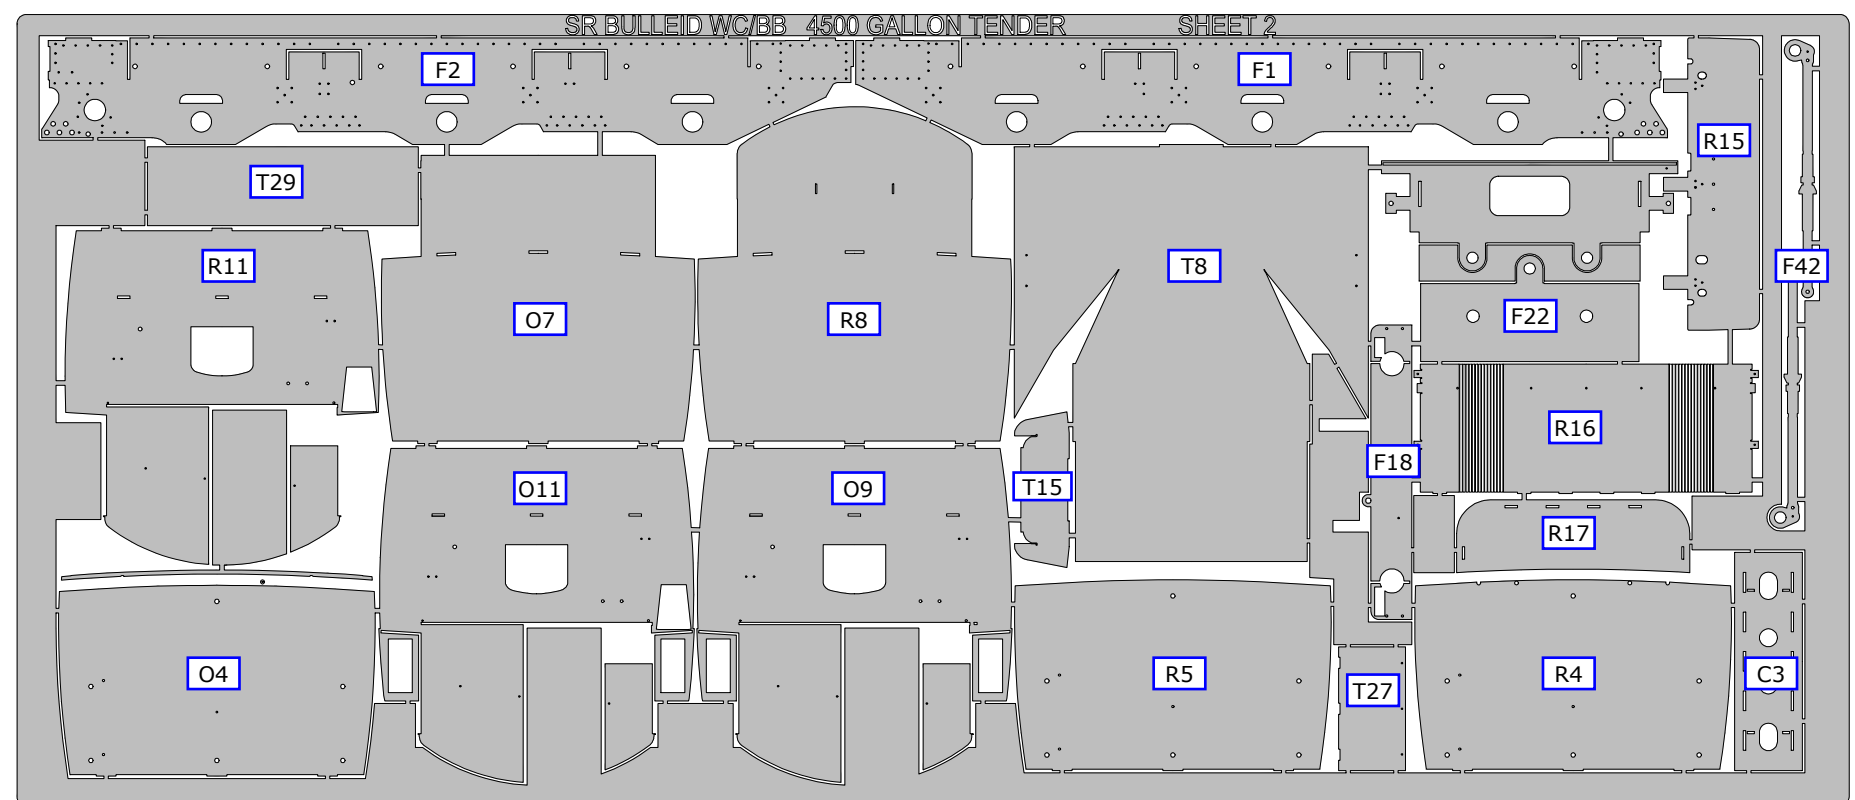 SR BULLEID WC/BB 4500 GALLON TENDER SHEET 2
F2
F1
R15
T29
R11
T8
F42
O7
R8
F22
R16
F18
O11
O9
T15
R17
O4
R5
T27
R4
C3